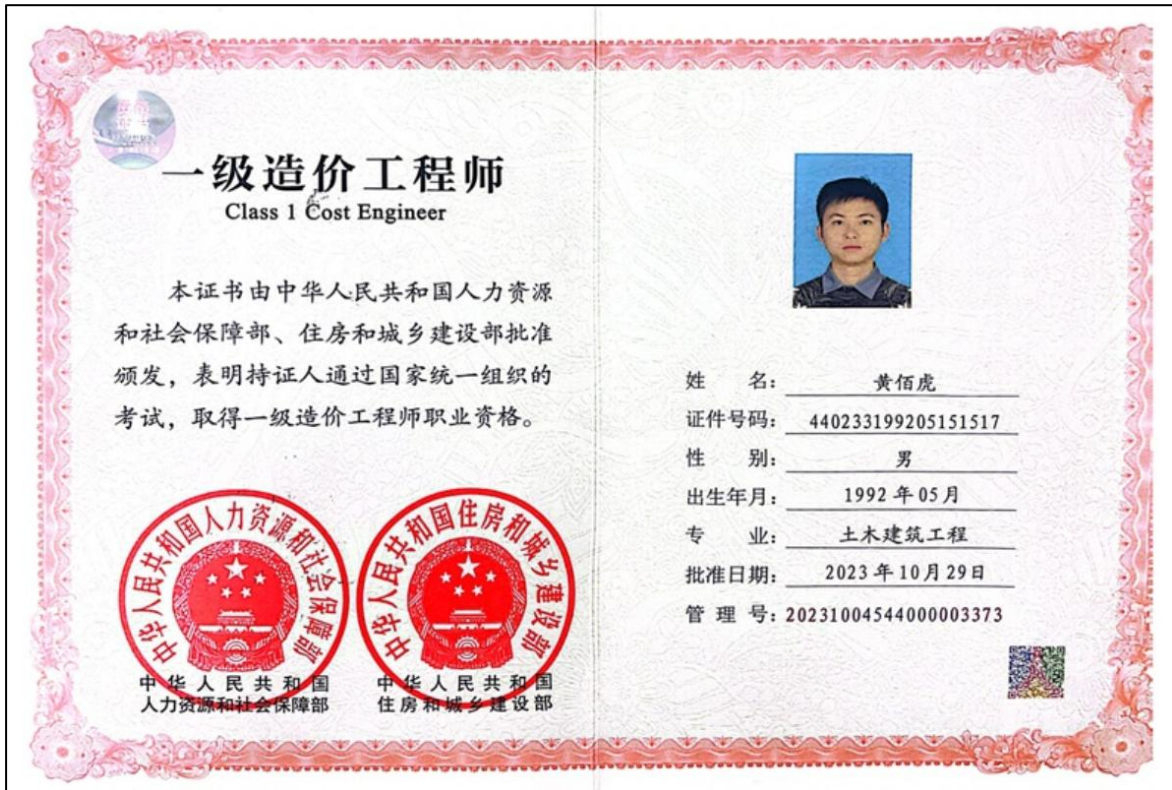 一级造价工程师
Class 1 Cost Engineer
本证书由中华人民共和国人力资源
和社会保障部、住房和城乡建设部批准
颁发，表明持证人通过国家统一组织的
考试，取得一级造价工程师职业资格。
中华人民共和国人力资源和社会保障部
中华人民共和国住房和城乡建设部
中华人民共和国
人力资源和社会保障部
中华人民共和国
住房和城乡建设部
姓 名： 黄佰虎
证件号码： 440233199205151517
性 别： 男
出生年月： 1992年05月
专 业： 土木建筑工程
批准日期： 2023年10月29日
管 理 号：20231004544000003373